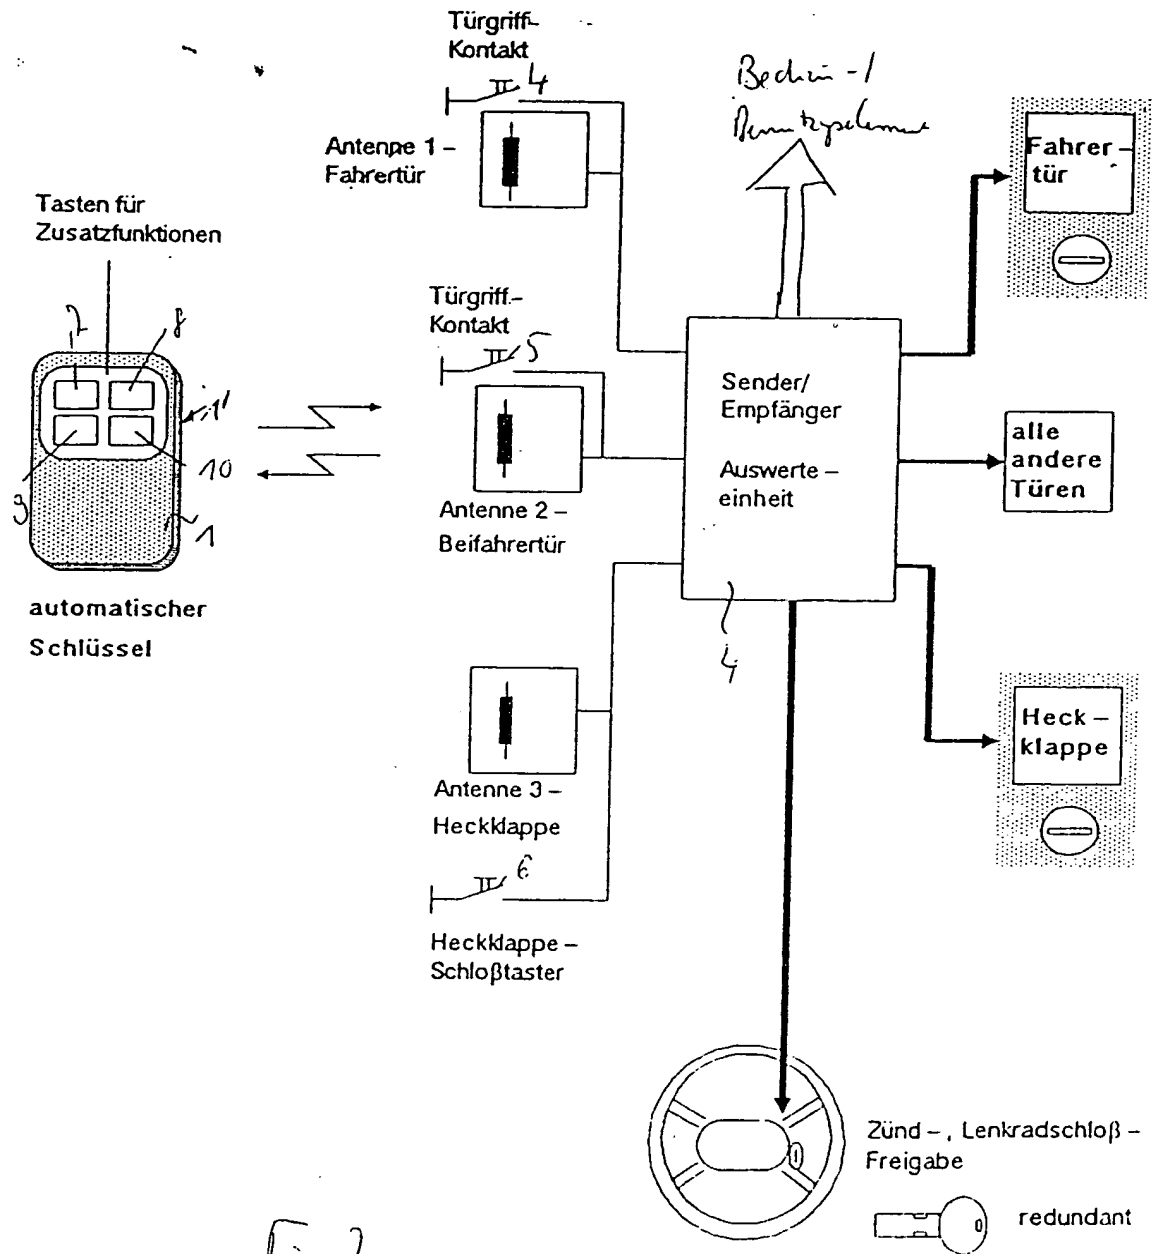 Türgriff-
Kontakt
4
Antenne 1 –
Fahrertür
Tasten für
Zusatzfunktionen
7
8
1'
9
10
1
automatischer
Schlüssel
Türgriff-
Kontakt
5
Antenne 2 –
Beifahrertür
Antenne 3 –
Heckklappe
6
Heckklappe –
Schloßtaster
Sender/
Empfänger
Auswerte –
einheit
4
Fahrer –
tür
alle
andere
Türen
Heck –
klappe
Zünd – , Lenkradschloß –
Freigabe
redundant